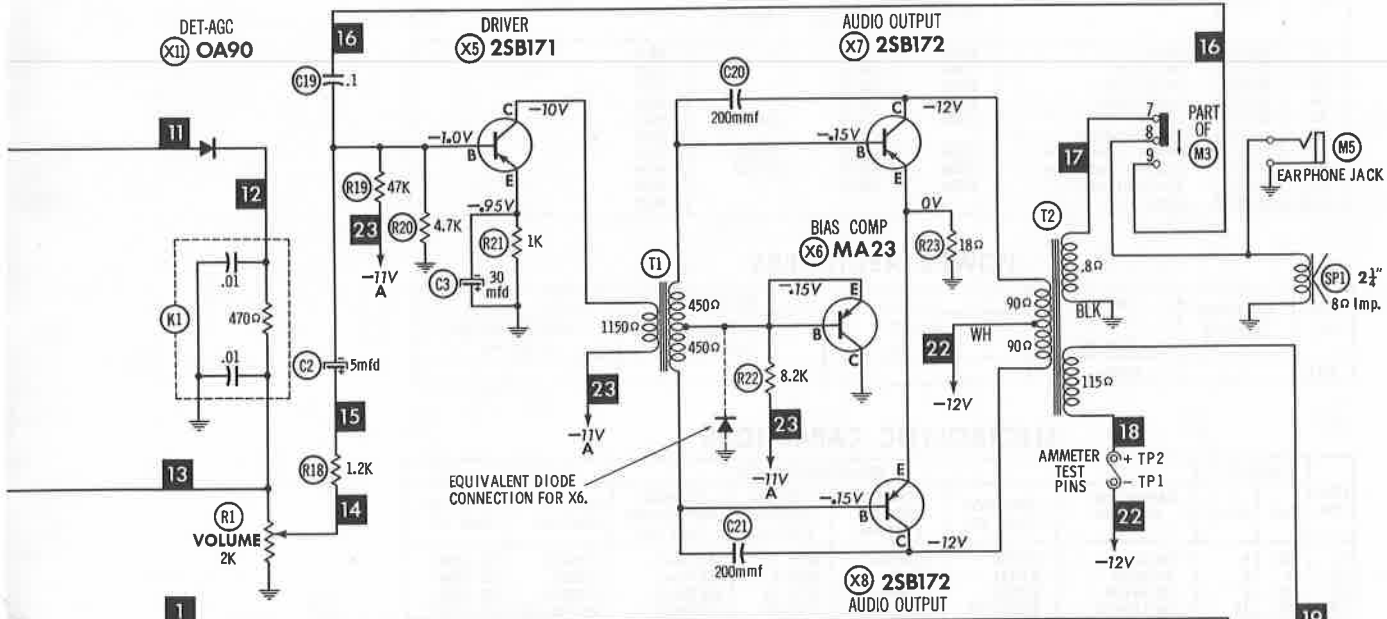 DET-AGC
X11 OA90
16
C19 .1
DRIVER
X5 2SB171
AUDIO OUTPUT
X7 2SB172
16
C20
200mmf
C
-10V
-1.0V
B
E
-.95V
C
-12V
-.15V
B
E
0V
11
12
R19 47K
23
-11V
A
R20 4.7K
R21 1K
C3 30
mfd
BIAS COMP
X6 MA23
R23 18Ω
T1
1150Ω
450Ω
450Ω
-.15V
E
B
C
R22 8.2K
23
-11V
A
23
-11V
A
EQUIVALENT DIODE
CONNECTION FOR X6.
K1
.01
470Ω
.01
C2 5mfd
15
R18 1.2K
14
13
R1
VOLUME
2K
1
-.15V
B
E
C
-12V
C21
200mmf
X8 2SB172
AUDIO OUTPUT
7
8
9
PART
OF
M3
17
T2
.8Ω
BLK
90Ω
90Ω
WH
22
-12V
115Ω
18
AMMETER
TEST
PINS
+ TP2
- TP1
22
-12V
M5
EARPHONE JACK
SP1 2¼"
8Ω Imp.
19